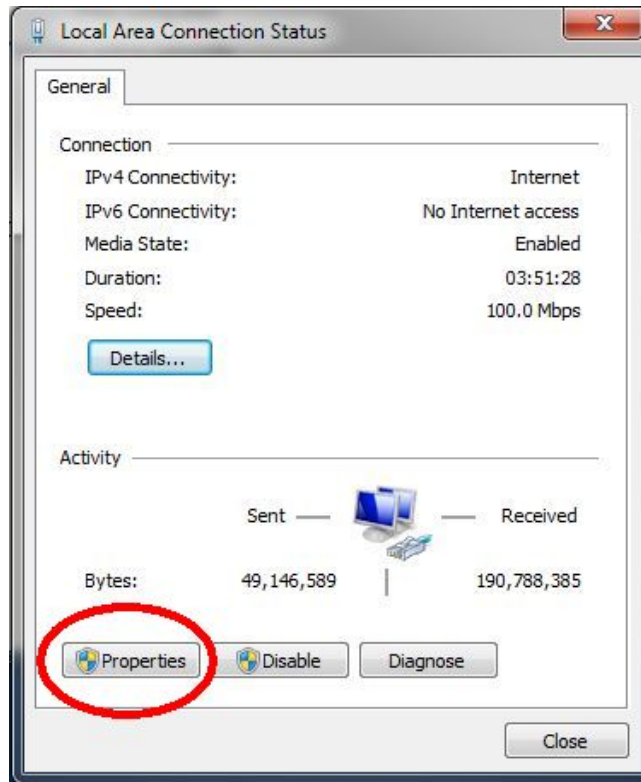 Local Area Connection Status
General
Connection
IPv4 Connectivity: Internet
IPv6 Connectivity: No Internet access
Media State: Enabled
Duration: 03:51:28
Speed: 100.0 Mbps
Details...
Activity
Sent Received
Bytes: 49,146,589 190,788,385
Properties Disable Diagnose
Close